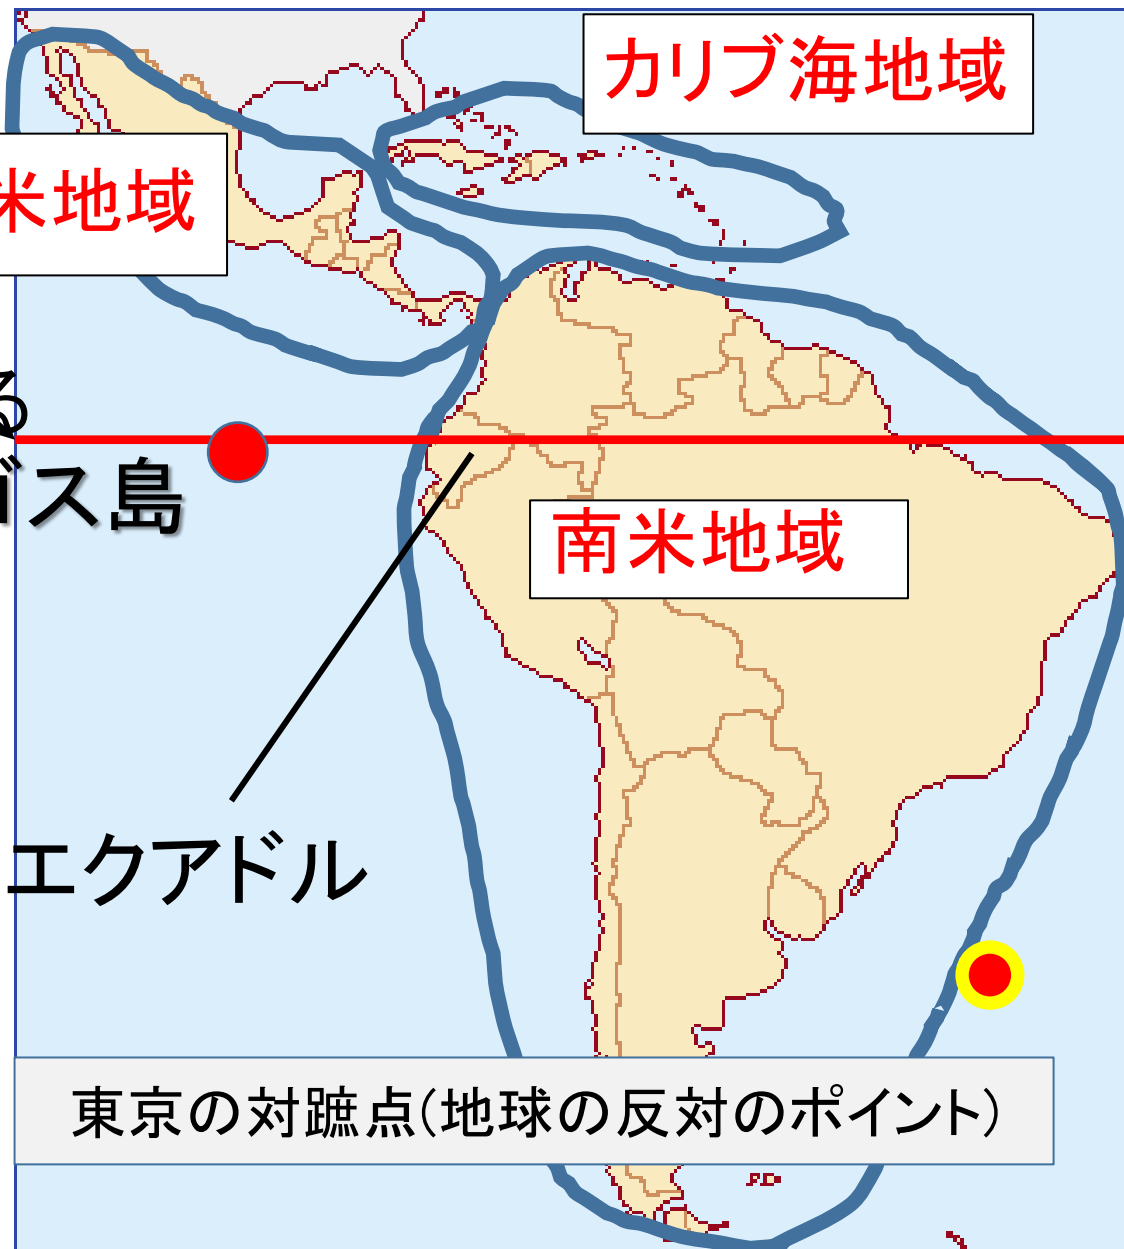 カリブ海地域
米地域
る
ゴス島
南米地域
エクアドル
東京の対蹠点(地球の反対のポイント)